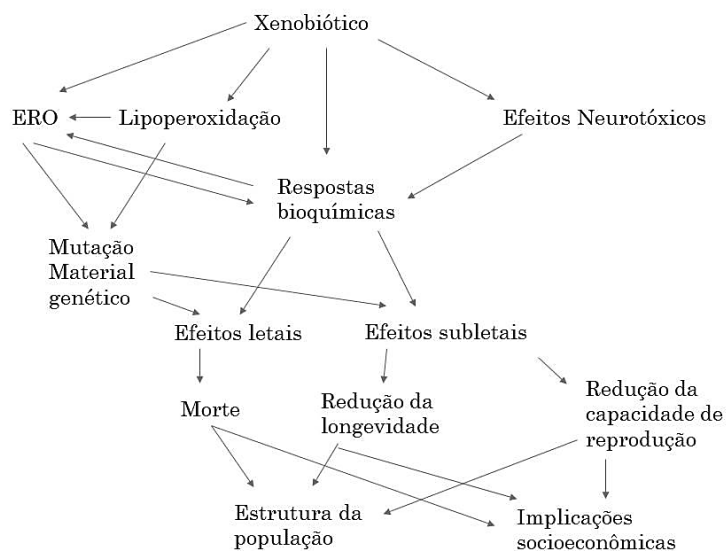 Xenobiótico
ERO
Lipoperoxidação
Efeitos Neurotóxicos
Respostas
bioquímicas
Mutação
Material
genético
Efeitos letais
Efeitos subletais
Morte
Redução da
longevidade
Redução da
capacidade de
reprodução
Estrutura da
população
Implicações
socioeconômicas